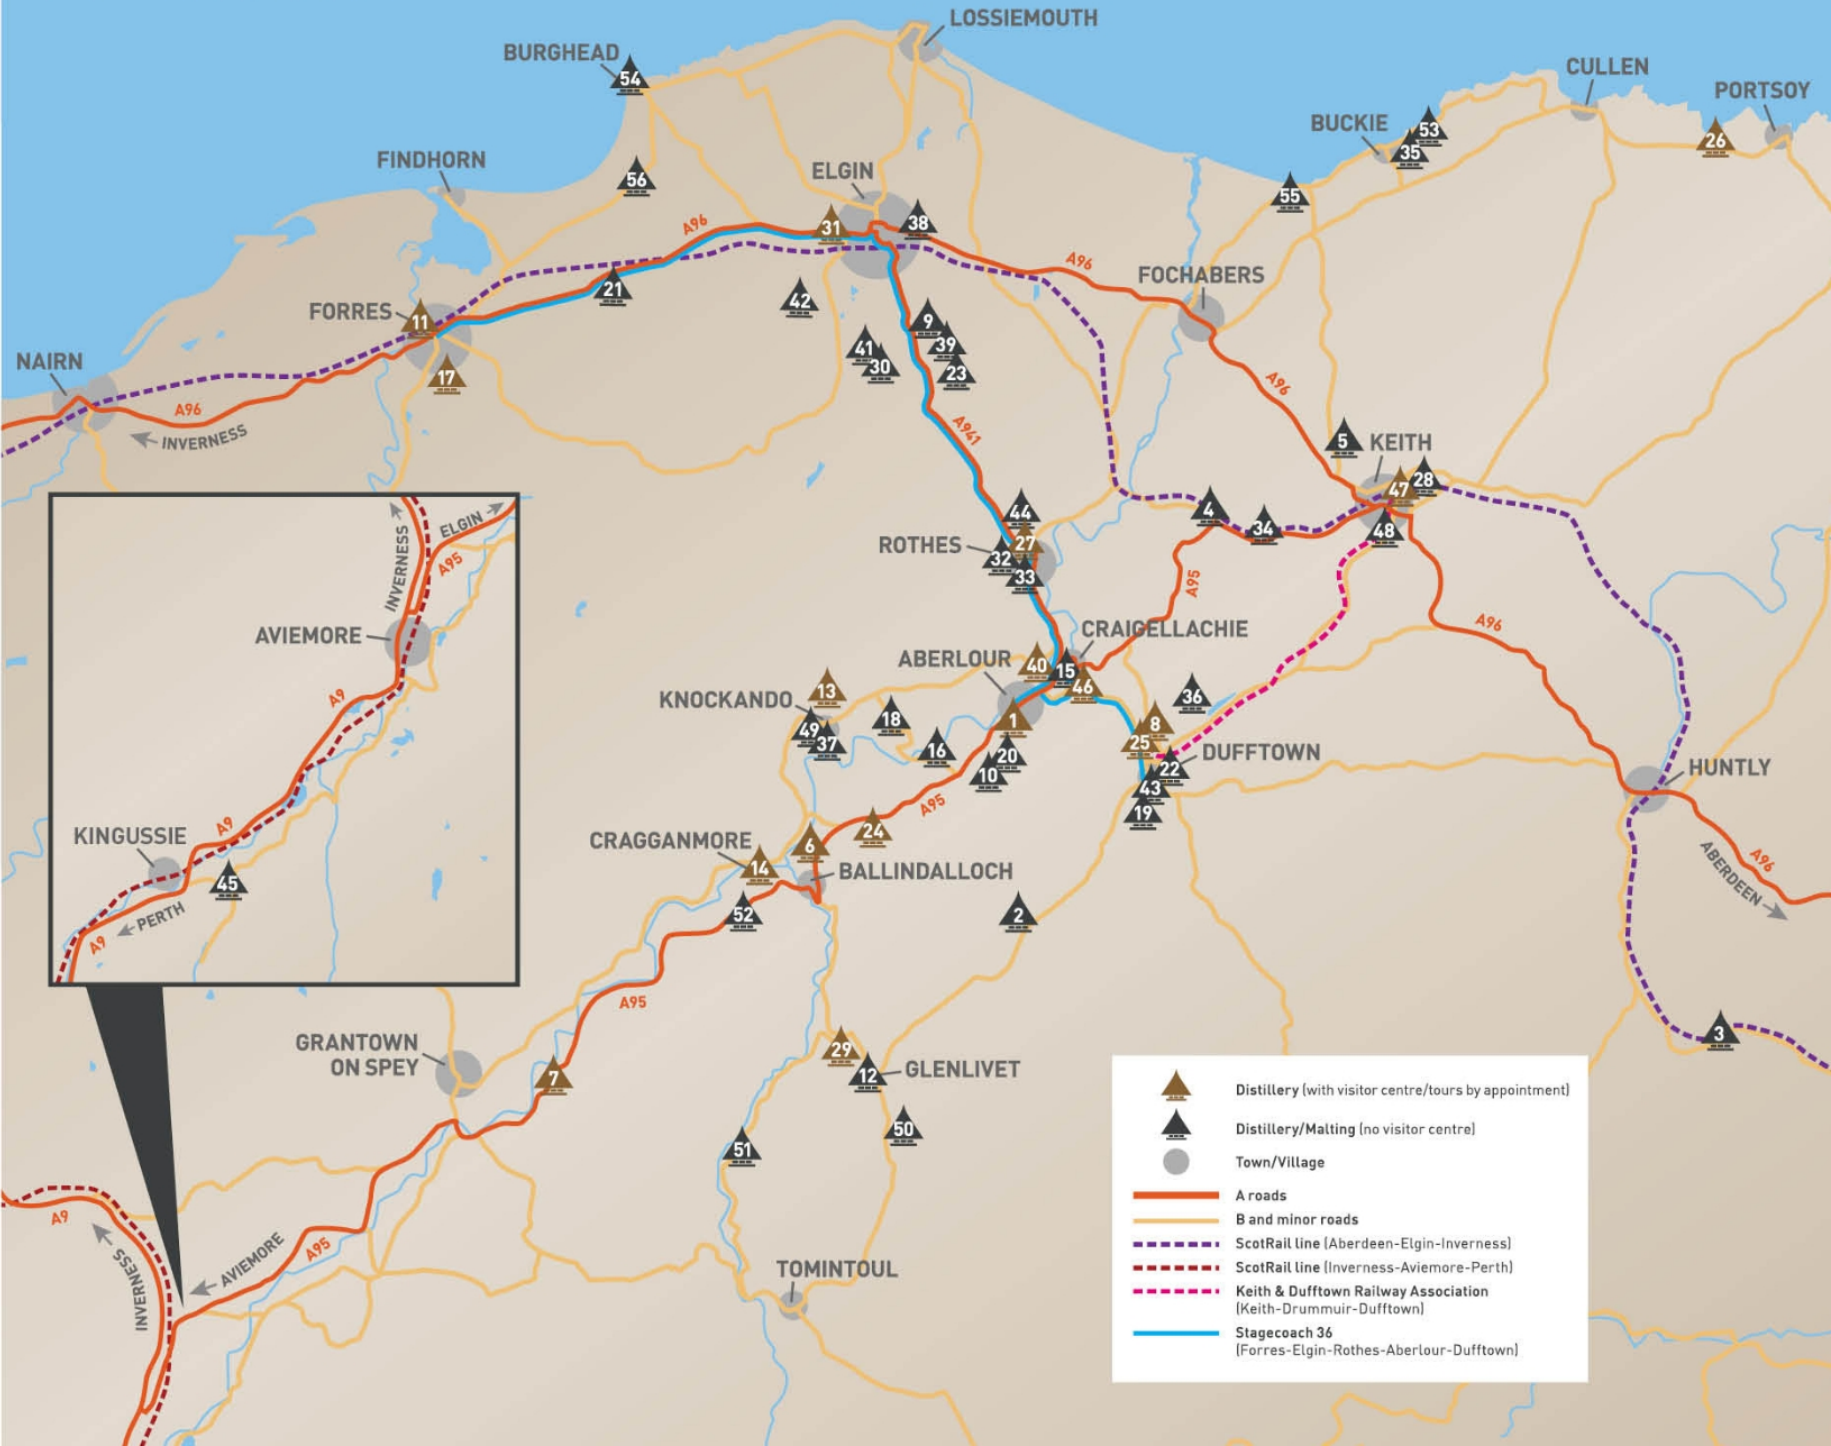 LOSSIEMOUTH
BURGHEAD
54
CULLEN
PORTSOY
BUCKIE
53
35
26
FINDHORN
56
ELGIN
55
A96
31
38
A96
FOCHABERS
21
42
FORRES
11
9
41
39
30
23
17
NAIRN
A96
INVERNESS
A96
A941
5
KEITH
47
28
44
4
34
48
ROTHES
27
32
33
A95
A96
INVERNESS
ELGIN
A95
AVIEMORE
A9
KINGUSSIE
A9
45
PERTH
A9
CRAIGELLACHIE
ABERLOUR
40
15
46
13
KNOCKANDO
49
37
18
16
1
20
10
36
8
25
DUFFTOWN
22
43
19
HUNTLY
A95
24
CRAGGANMORE
6
14
BALLINDALLOCH
52
2
A96
ABERDEEN
A95
3
GRANTOWN
ON SPEY
7
29
12
GLENLIVET
50
51
A9
INVERNESS
AVIEMORE
A95
TOMINTOUL
Distillery (with visitor centre/tours by appointment)
Distillery/Malting (no visitor centre)
Town/Village
A roads
B and minor roads
ScotRail line (Aberdeen-Elgin-Inverness)
ScotRail line (Inverness-Aviemore-Perth)
Keith & Dufftown Railway Association
(Keith-Drummuir-Dufftown)
Stagecoach 36
(Forres-Elgin-Rothes-Aberlour-Dufftown)